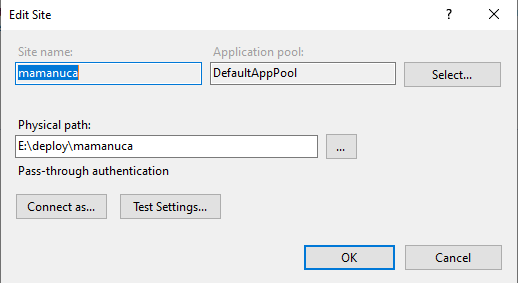 Edit Site
?
Site name:
Application pool:
mamanuca
DefaultAppPool
Select...
Physical path:
E:\deploy\mamanuca
...
Pass-through authentication
Connect as...
Test Settings...
OK
Cancel